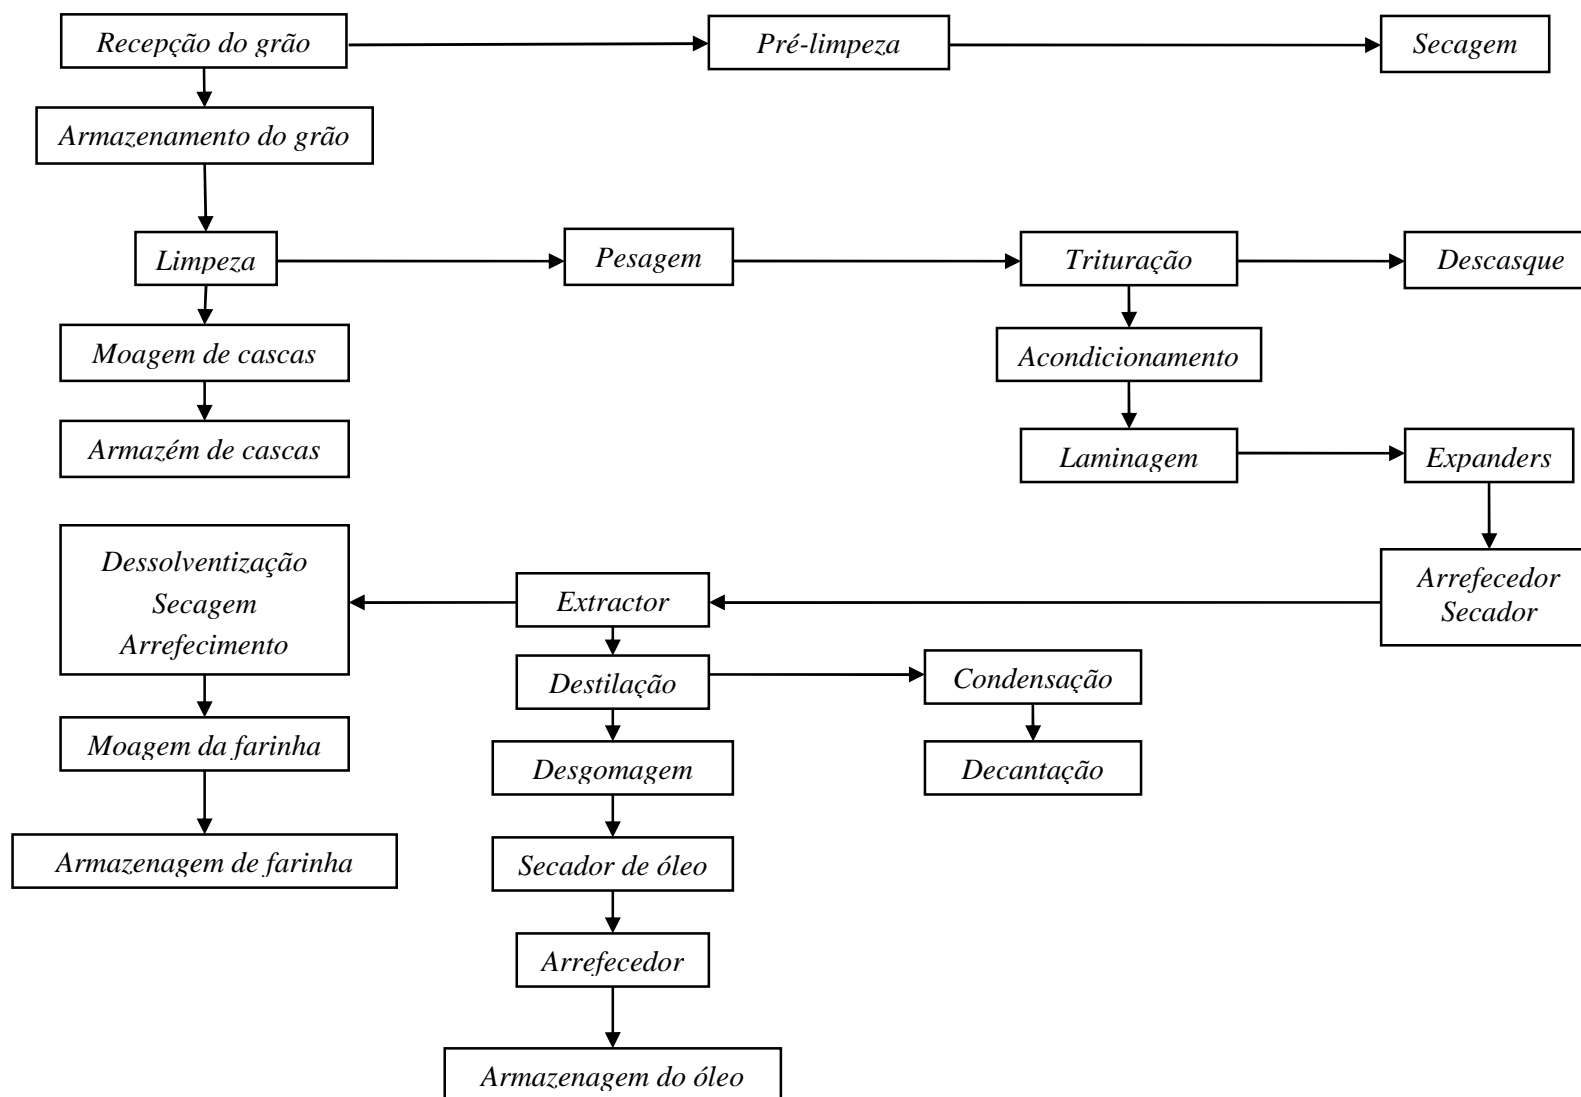 Recepção do grão
Pré-limpeza
Secagem
Armazenamento do grão
Limpeza
Pesagem
Trituração
Descasque
Moagem de cascas
Acondicionamento
Armazém de cascas
Laminagem
Expanders
Dessolventização
Secagem
Arrefecimento
Extractor
Arrefecedor
Secador
Destilação
Condensação
Moagem da farinha
Desgomagem
Decantação
Armazenagem de farinha
Secador de óleo
Arrefecedor
Armazenagem do óleo